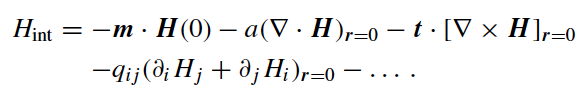 H_int = −m · H(0) − a(∇ · H)_{r=0} − t · [∇ × H]_{r=0}
−q_{ij}(∂_i H_j + ∂_j H_i)_{r=0} − … .